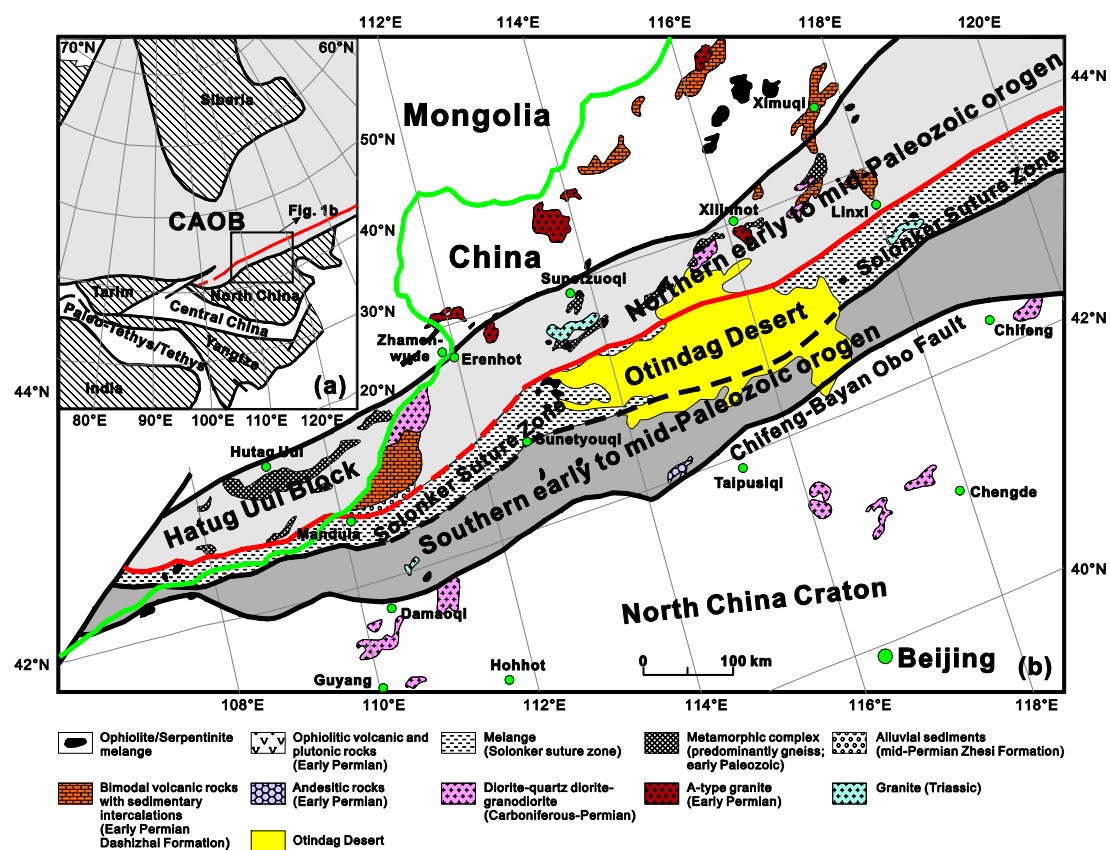 112°E
114°E
116°E
118°E
120°E
70°N
60°N
Siberia
50°N
CAOB
Fig. 1b
40°N
Tarim
North China
Central China
30°N
Paleo-Tethys/Tethys
Yangtze
India
(a)
20°N
80°E
90°E
100°E
110°E
120°E
44°N
44°N
42°N
42°N
40°N
Mongolia
China
Ximuqi
Xilinhot
Linxi
Sunetzuoqi
Zhamen-
wude
Erenhot
Northern early to mid-Paleozoic orogen
Solonker Suture Zone
Otindag Desert
Chifeng
Hutag Uul
Hatug Uul Block
Mandula
Solonker Suture Zone
Sunetyouqi
Southern early to mid-Paleozoic orogen
Chifeng-Bayan Obo Fault
Taipusiqi
Chengde
North China Craton
Damaoqi
Guyang
Hohhot
0
100 km
Beijing
(b)
108°E
110°E
112°E
114°E
116°E
118°E
Ophiolite/Serpentinite
melange
Ophiolitic volcanic and
plutonic rocks
(Early Permian)
Melange
(Solonker suture zone)
Metamorphic complex
(predominantly gneiss;
early Paleozoic)
Alluvial sediments
(mid-Permian Zhesi Formation)
Bimodal volcanic rocks
with sedimentary
intercalations
(Early Permian
Dashizhai Formation)
Andesitic rocks
(Early Permian)
Diorite-quartz diorite-
granodiorite
(Carboniferous-Permian)
A-type granite
(Early Permian)
Granite (Triassic)
Otindag Desert